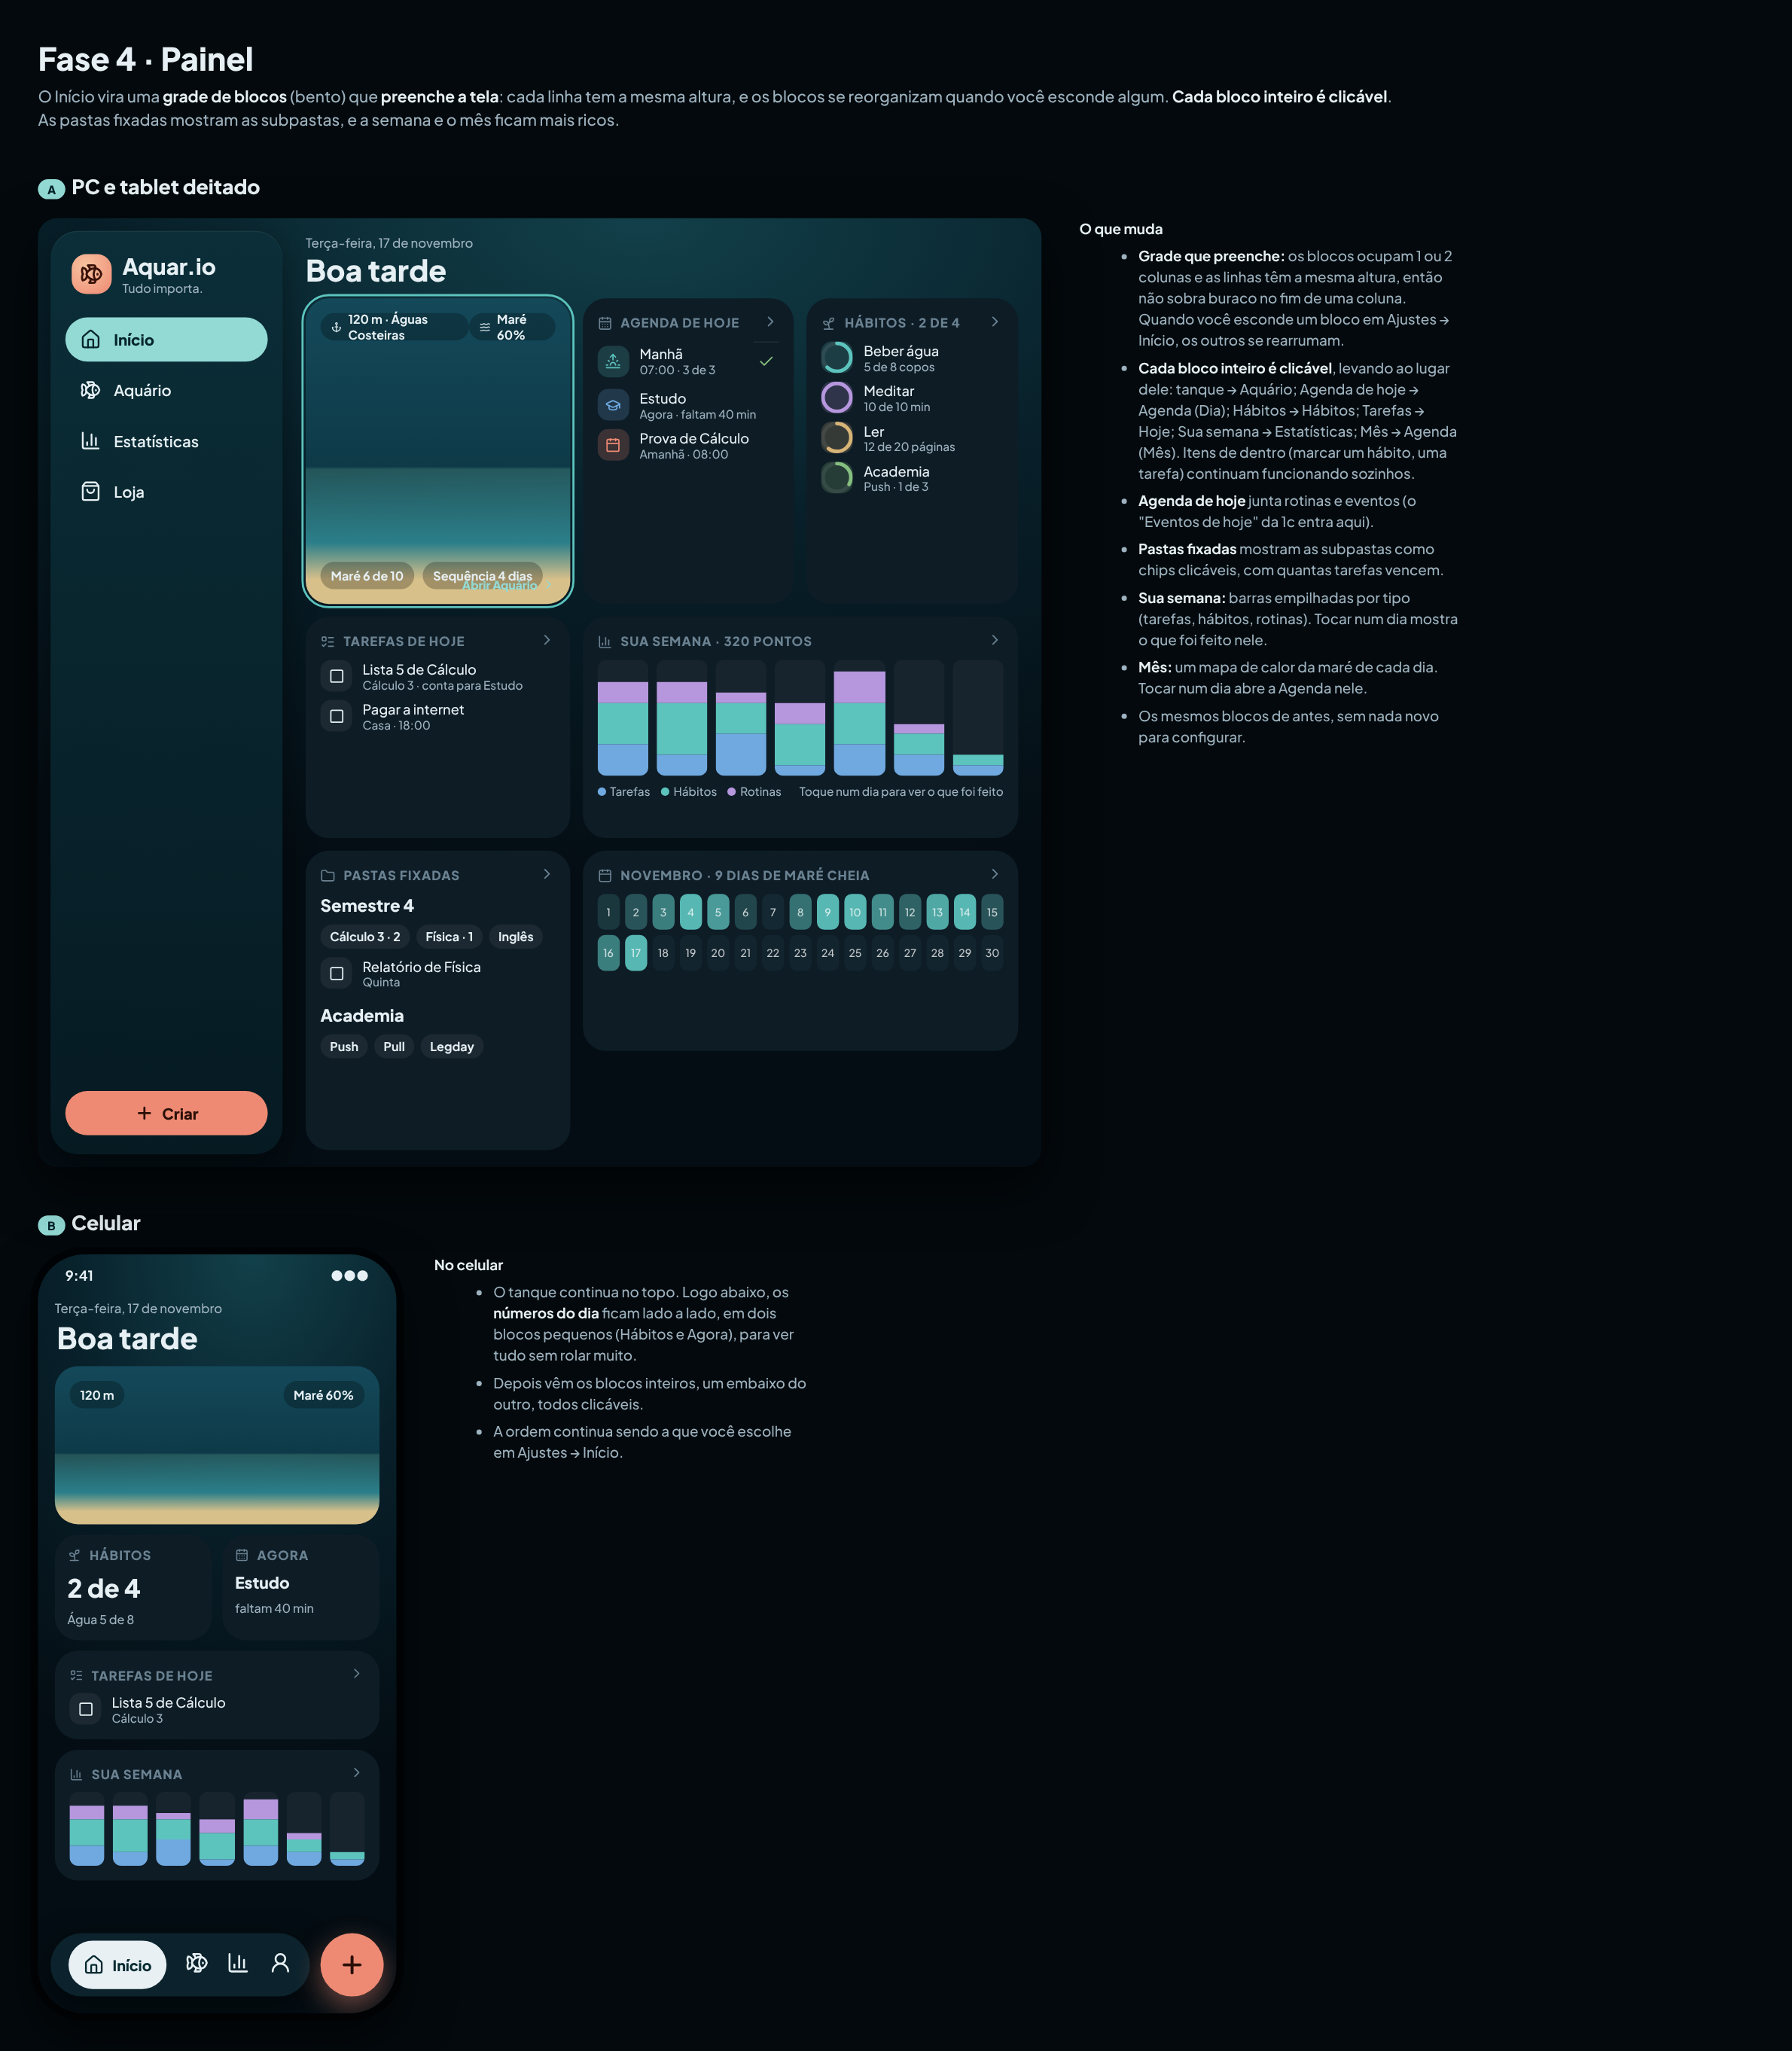 Fase 4 · Painel
O Início vira uma grade de blocos (bento) que preenche a tela: cada linha tem a mesma altura, e os blocos se reorganizam quando você esconde algum. Cada bloco inteiro é clicável.
As pastas fixadas mostram as subpastas, e a semana e o mês ficam mais ricos.
A PC e tablet deitado
Aquar.io
Tudo importa.
Início
Aquário
Estatísticas
Loja
Criar
Terça-feira, 17 de novembro
Boa tarde
120 m · Águas
Costeiras
Maré
60%
Maré 6 de 10
Sequência 4 dias
Abrir Aquário
AGENDA DE HOJE
Manhã
07:00 · 3 de 3
Estudo
Agora · faltam 40 min
Prova de Cálculo
Amanhã · 08:00
HÁBITOS · 2 DE 4
Beber água
5 de 8 copos
Meditar
10 de 10 min
Ler
12 de 20 páginas
Academia
Push · 1 de 3
TAREFAS DE HOJE
Lista 5 de Cálculo
Cálculo 3 · conta para Estudo
Pagar a internet
Casa · 18:00
SUA SEMANA · 320 PONTOS
Tarefas Hábitos Rotinas Toque num dia para ver o que foi feito
PASTAS FIXADAS
Semestre 4
Cálculo 3 · 2 Física · 1 Inglês
Relatório de Física
Quinta
Academia
Push Pull Legday
NOVEMBRO · 9 DIAS DE MARÉ CHEIA
1 2 3 4 5 6 7 8 9 10 11 12 13 14 15
16 17 18 19 20 21 22 23 24 25 26 27 28 29 30
O que muda
• Grade que preenche: os blocos ocupam 1 ou 2
colunas e as linhas têm a mesma altura, então
não sobra buraco no fim de uma coluna.
Quando você esconde um bloco em Ajustes →
Início, os outros se rearrumam.
• Cada bloco inteiro é clicável, levando ao lugar
dele: tanque → Aquário; Agenda de hoje →
Agenda (Dia); Hábitos → Hábitos; Tarefas →
Hoje; Sua semana → Estatísticas; Mês → Agenda
(Mês). Itens de dentro (marcar um hábito, uma
tarefa) continuam funcionando sozinhos.
• Agenda de hoje junta rotinas e eventos (o
"Eventos de hoje" da 1c entra aqui).
• Pastas fixadas mostram as subpastas como
chips clicáveis, com quantas tarefas vencem.
• Sua semana: barras empilhadas por tipo
(tarefas, hábitos, rotinas). Tocar num dia mostra
o que foi feito nele.
• Mês: um mapa de calor da maré de cada dia.
Tocar num dia abre a Agenda nele.
• Os mesmos blocos de antes, sem nada novo
para configurar.
B Celular
9:41
Terça-feira, 17 de novembro
Boa tarde
120 m
Maré 60%
HÁBITOS
2 de 4
Água 5 de 8
AGORA
Estudo
faltam 40 min
TAREFAS DE HOJE
Lista 5 de Cálculo
Cálculo 3
SUA SEMANA
Início
No celular
• O tanque continua no topo. Logo abaixo, os
números do dia ficam lado a lado, em dois
blocos pequenos (Hábitos e Agora), para ver
tudo sem rolar muito.
• Depois vêm os blocos inteiros, um embaixo do
outro, todos clicáveis.
• A ordem continua sendo a que você escolhe
em Ajustes → Início.